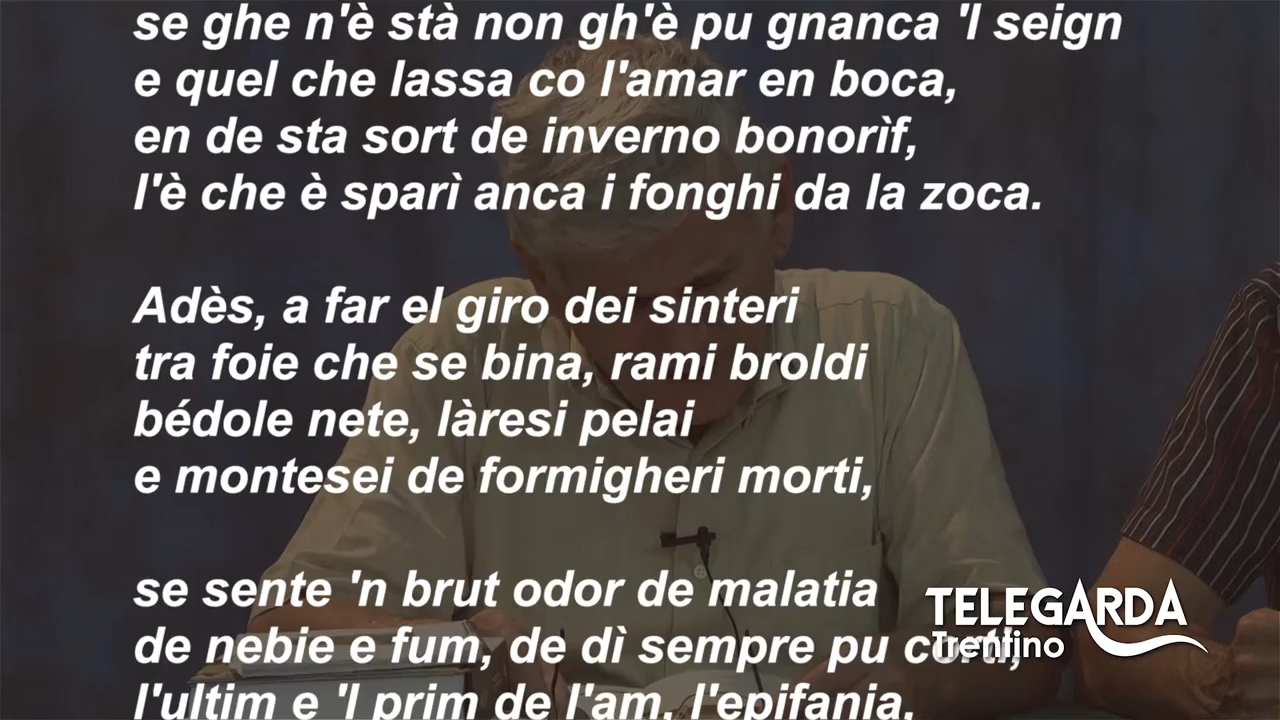 se ghe n'è stà non gh'è pu gnanca 'l seign
e quel che lassa co l'amar en boca,
en de sta sort de inverno bonorìf,
l'è che è sparì anca i fonghi da la zoca.
Adès, a far el giro dei sinteri
tra foie che se bina, rami broldi
bédole nete, làresi pelai
e montesei de formigheri morti,
se sente 'n brut odor de malatia
de nebie e fum, de dì sempre pu corti,
l'ultim e 'l prim de l'am, l'epifania,
TELEGARDA
Trentino